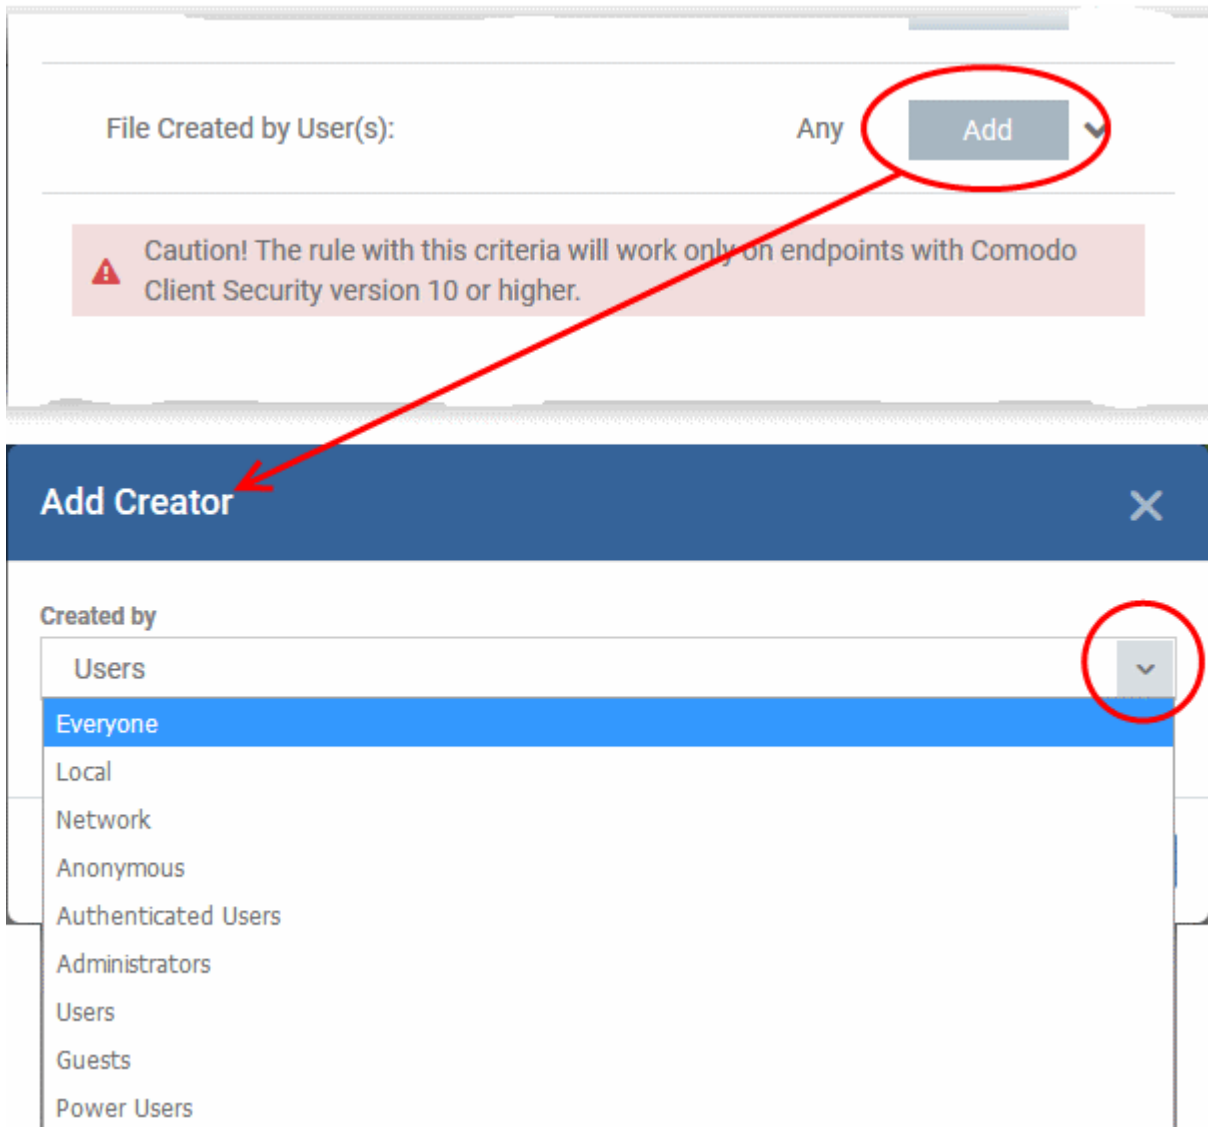 File Created by User(s): Any Add
Caution! The rule with this criteria will work only on endpoints with Comodo
Client Security version 10 or higher.
Add Creator
Created by
Users
Everyone
Local
Network
Anonymous
Authenticated Users
Administrators
Users
Guests
Power Users